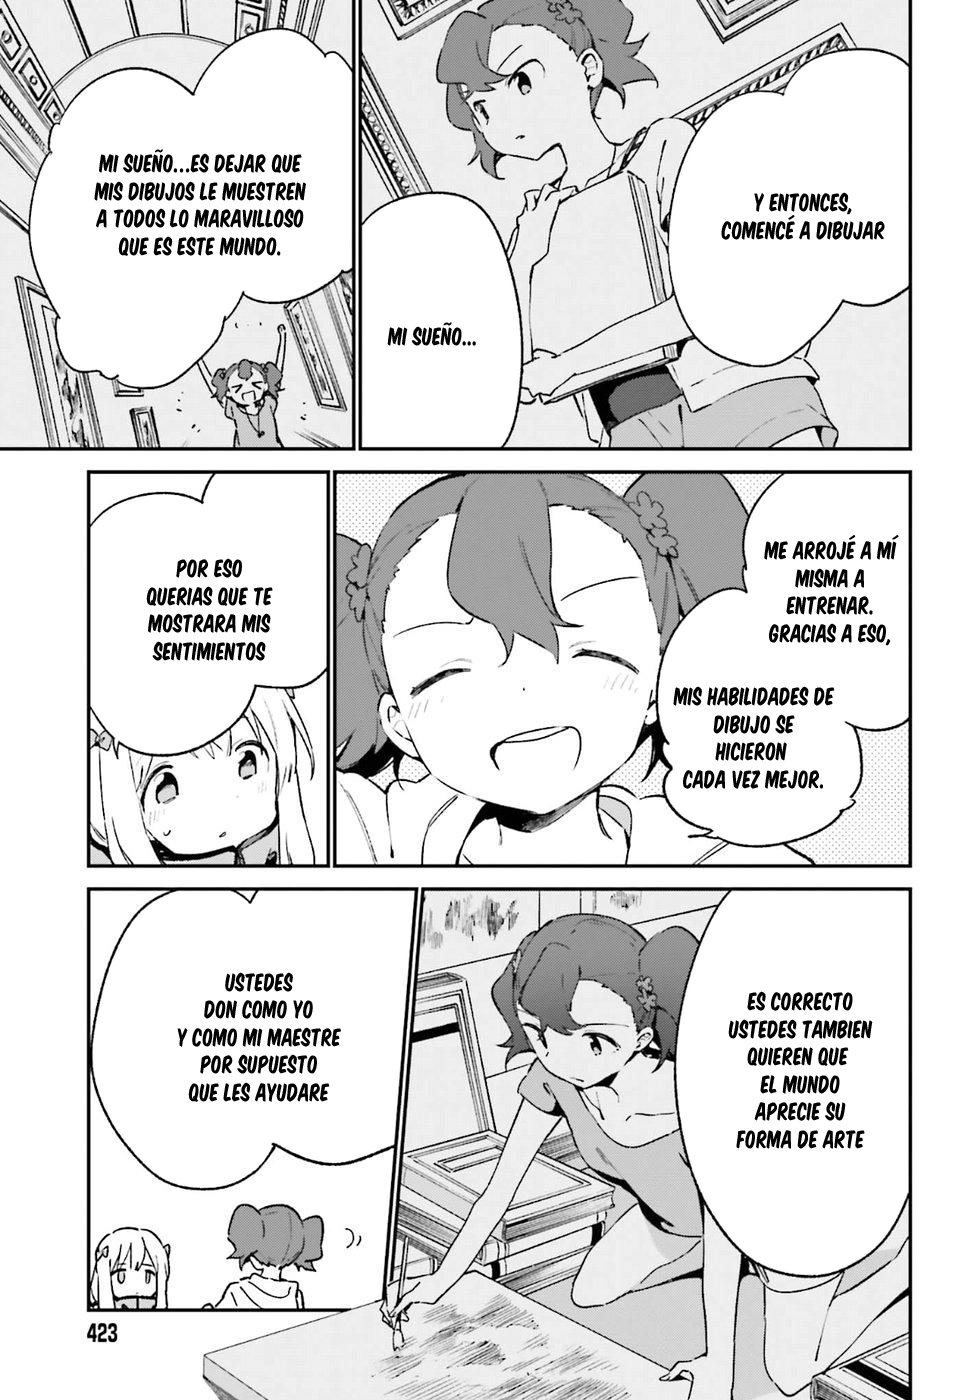 Y ENTONCES,
COMENCÉ A DIBUJAR
MI SUEÑO...
MI SUEÑO...ES DEJAR QUE
MIS DIBUJOS LE MUESTREN
A TODOS LO MARAVILLOSO
QUE ES ESTE MUNDO.
ME ARROJÉ A MÍ
MISMA A
ENTRENAR.
GRACIAS A ESO,
MIS HABILIDADES DE
DIBUJO SE
HICIERON
CADA VEZ MEJOR.
POR ESO
QUERIAS QUE TE
MOSTRARA MIS
SENTIMIENTOS
ES CORRECTO
USTEDES TAMBIEN
QUIEREN QUE
EL MUNDO
APRECIE SU
FORMA DE ARTE
USTEDES
DON COMO YO
Y COMO MI MAESTRE
POR SUPUESTO
QUE LES AYUDARE
423